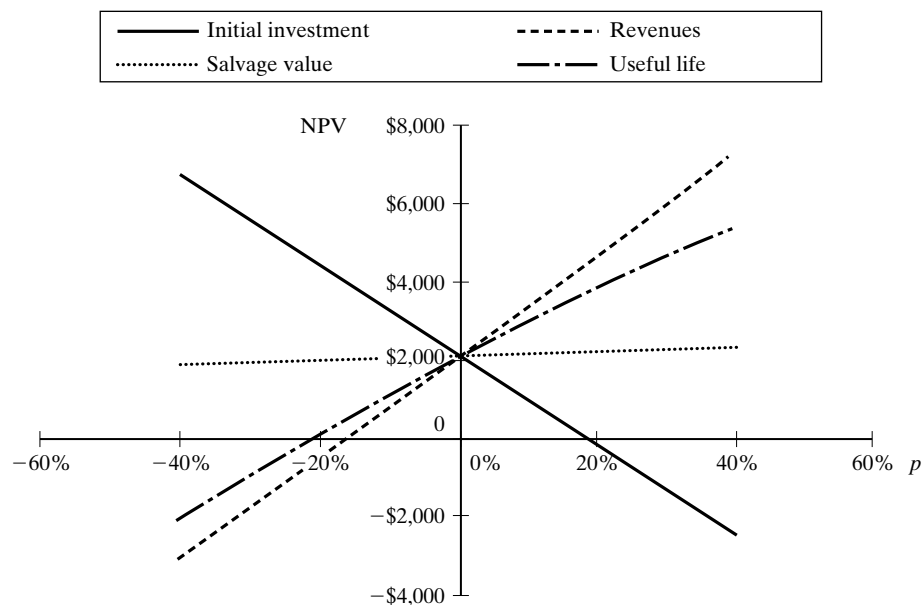 Initial investment Revenues
Salvage value Useful life
NPV $8,000
$6,000
$4,000
$2,000
0
−60% −40% −20% 0% 20% 40% 60% p
−$2,000
−$4,000